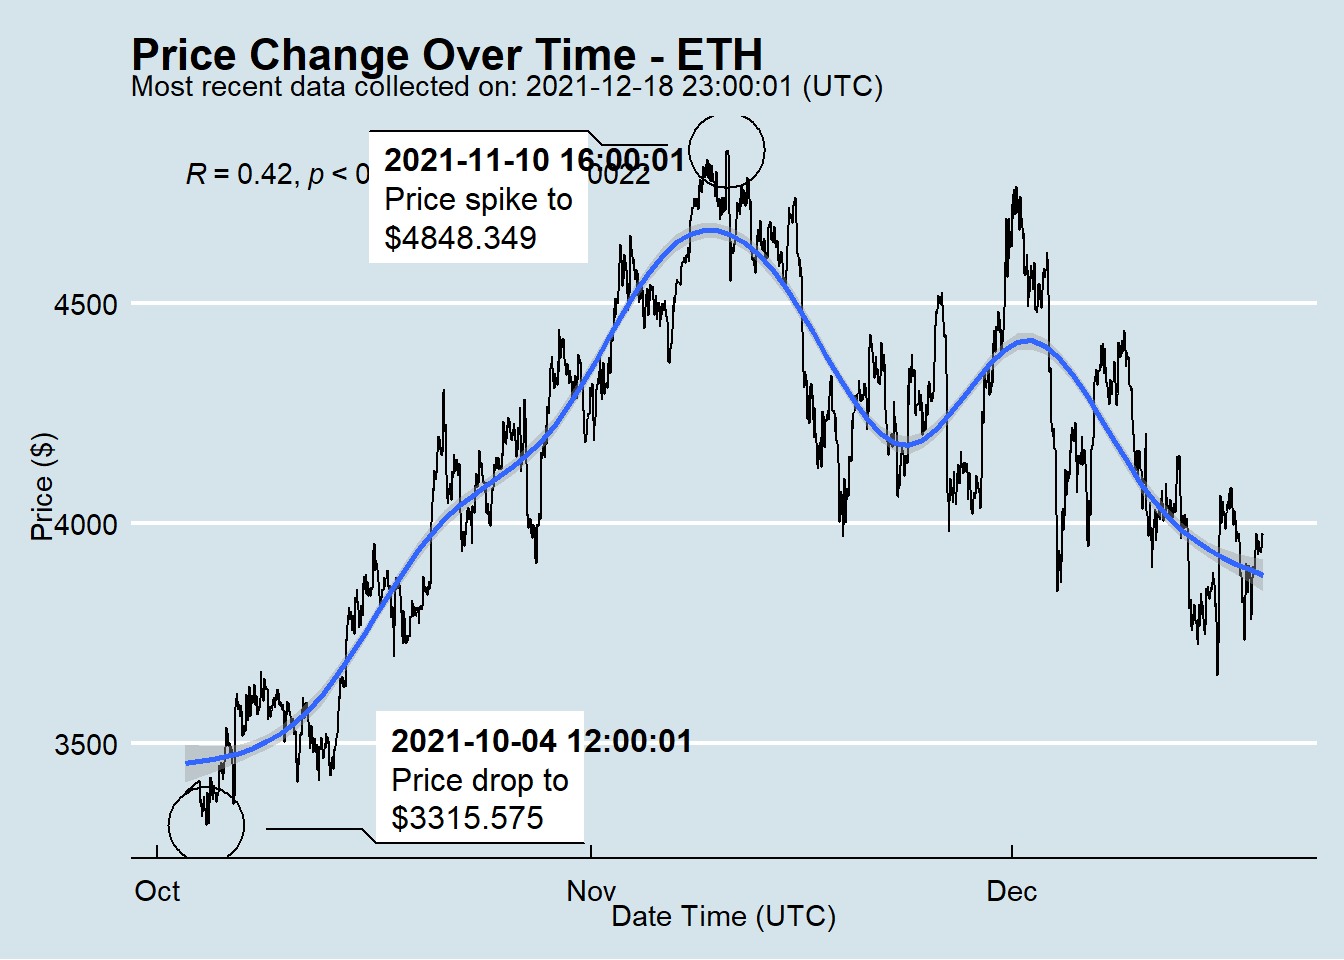 Price Change Over Time - ETH
Most recent data collected on: 2021-12-18 23:00:01 (UTC)
R = 0.42, p < 0
0022
2021-11-10 16:00:01
Price spike to
$4848.349
4500
4000
3500
Price ($)
2021-10-04 12:00:01
Price drop to
$3315.575
Oct
Nov
Dec
Date Time (UTC)